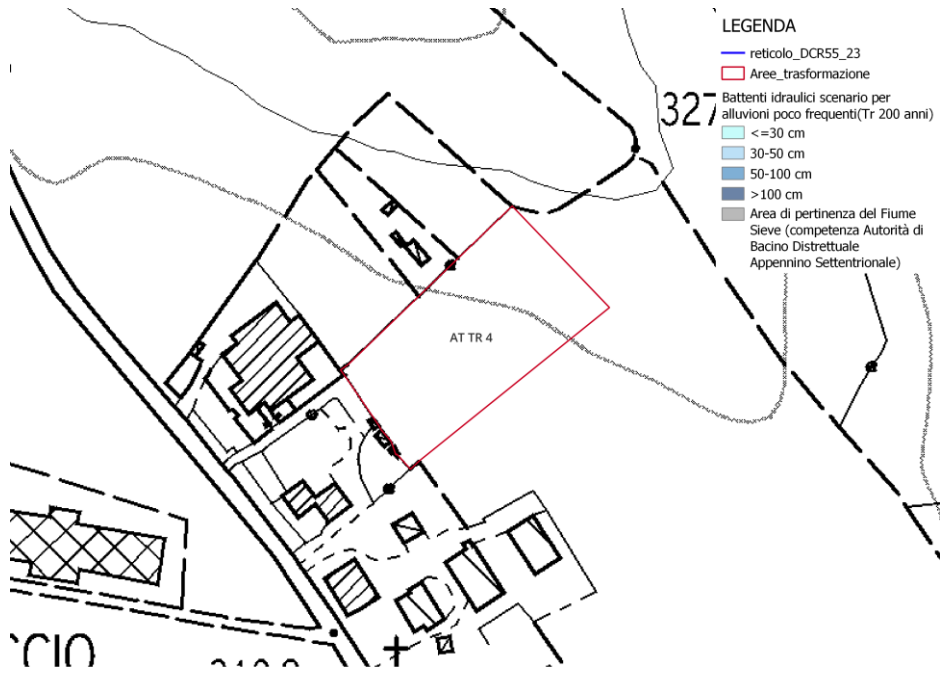 LEGENDA
reticolo_DCR55_23
Aree_trasformazione
Battenti idraulici scenario per
alluvioni poco frequenti(Tr 200 anni)
<=30 cm
30-50 cm
50-100 cm
>100 cm
Area di pertinenza del Fiume
Sieve (competenza Autorità di
Bacino Distrettuale
Appennino Settentrionale)
327
AT TR 4
CCIO